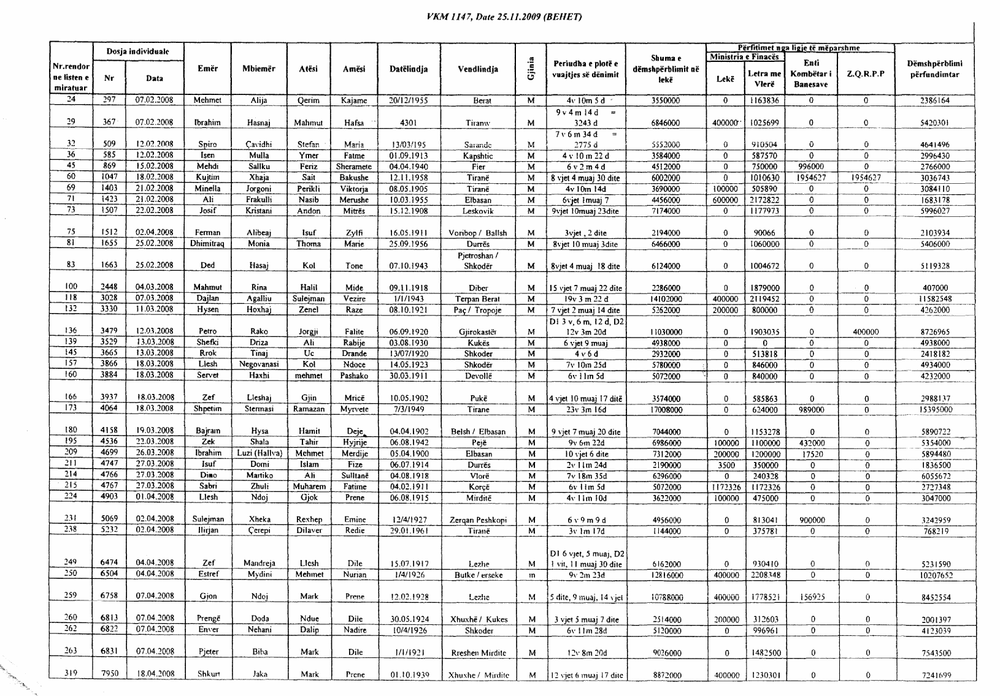 VKM 1147, Date 25.11.2009 (BEHET)
Nr.rendor ne listen e miratuar Dosja individuale Nr Data Emër Mbiemër Atësi Amësi Datëlindja Vendlindja Gjinia Periudha e plotë e vuajtjes së dënimit Shuma e dëmshpërblimit në lekë Përfitimet nga ligje të mëparshme Ministria e Finacës Lekë Letra me Vlerë Enti Kombëtar i Banesave Z.Q.R.P.P Dëmshpërblimi përfundimtar
24 297 07.02.2008 Mehmet Alija Qerim Kajame 20/12/1955 Berat M 4v 10m 5 d 3550000 0 1163836 0 0 2386164
29 367 07.02.2008 Ibrahim Hasnaj Mahmut Hafsa 4301 Tiranw M 9 v 4 m 14 d = 3243 d 6846000 400000 1025699 0 0 5420301
32 509 12.02.2008 Spiro Çavidhi Stefan Maria 13/03/195 Sarande M 7 v 6 m 34 d = 2775 d 5552000 0 910504 0 0 4641496
36 585 12.02.2008 Isen Mulla Ymer Fatme 01.09.1913 Kapshtic M 4 v 10 m 22 d 3584000 0 587570 0 0 2996430
45 869 15.02.2008 Mehdi Sallku Feriz Sheramete 04.04.1940 Fier M 6 v 2 m 4 d 4512000 0 750000 996000 0 2766000
60 1047 18.02.2008 Kujtim Xhaja Sait Bakushe 12.11.1958 Tiranë M 8 vjet 4 muaj 30 dite 6002000 0 1010630 1954627 1954627 3036743
69 1403 21.02.2008 Minella Jorgoni Perikli Viktorja 08.05.1905 Tiranë M 4v 10m 14d 3690000 100000 505890 0 0 3084110
71 1423 21.02.2008 Ali Frakulli Nasib Merushe 10.03.1955 Elbasan M 6vjet 1muaj 7 4456000 600000 2172822 0 0 1683178
73 1507 22.02.2008 Josif Kristani Andon Mitrës 15.12.1908 Leskovik M 9vjet 10muaj 23dite 7174000 0 1177973 0 0 5996027
75 1512 02.04.2008 Ferman Alibeaj Isuf Zylfi 16.05.1911 Voribop / Ballsh M 3vjet , 2 dite 2194000 0 90066 0 0 2103934
81 1655 25.02.2008 Dhimitraq Monia Thoma Marie 25.09.1956 Durrës M 8vjet 10 muaj 3dite 6466000 0 1060000 0 0 5406000
83 1663 25.02.2008 Ded Hasaj Kol Tone 07.10.1943 Pjetroshan / Shkodër M 8vjet 4 muaj 18 dite 6124000 0 1004672 0 0 5119328
100 2448 04.03.2008 Mahmut Rina Halil Mide 09.11.1918 Diber M 15 vjet 7 muaj 22 dite 2286000 0 1879000 0 0 407000
118 3028 07.03.2008 Dajlan Agalliu Sulejman Vezire 1/1/1943 Terpan Berat M 19v 3 m 22 d 14102000 400000 2119452 0 0 11582548
132 3330 11.03.2008 Hysen Hoxhaj Zenel Raze 08.10.1921 Paç / Tropoje M 7 vjet 2 muaj 14 dite 5262000 200000 800000 0 0 4262000
136 3479 12.03.2008 Petro Rako Jorgji Falite 06.09.1920 Gjirokastër M D1 3 v, 6 m, 12 d, D2 12v 3m 20d 11030000 0 1903035 0 400000 8726965
139 3529 13.03.2008 Shefki Driza Ali Rabije 03.08.1930 Kukës M 6 vjet 9 muaj 4938000 0 0 0 0 4938000
145 3665 13.03.2008 Rrok Tinaj Uc Drande 13/07/1920 Shkoder M 4 v 6 d 2932000 0 513818 0 0 2418182
157 3866 18.03.2008 Llesh Negovanasi Kol Ndoce 14.05.1923 Shkodër M 7v 10m 25d 5780000 0 846000 0 0 4934000
160 3884 18.03.2008 Servet Haxhi mehmet Pashako 30.03.1911 Devollë M 6v 11m 5d 5072000 0 840000 0 0 4232000
166 3937 18.03.2008 Zef Lleshaj Gjin Mricë 10.05.1902 Pukë M 4 vjet 10 muaj 17 ditë 3574000 0 585863 0 0 2988137
173 4064 18.03.2008 Shpetim Stermasi Ramazan Myrvete 7/3/1949 Tirane M 23v 3m 16d 17008000 0 624000 989000 0 15395000
180 4158 19.03.2008 Bajram Hysa Hamit Deje 04.04.1902 Belsh / Elbasan M 9 vjet 7 muaj 20 dite 7044000 0 1153278 0 0 5890722
195 4536 22.03.2008 Zek Shala Tahir Hyjrije 06.08.1942 Pejë M 9v 6m 22d 6986000 100000 1100000 432000 0 5354000
209 4699 26.03.2008 Ibrahim Luzi (Hallva) Mehmet Merdije 05.04.1900 Elbasan M 10 vjet 6 dite 7312000 200000 1200000 17520 0 5894480
211 4747 27.03.2008 Isuf Domi Islam Fize 06.07.1914 Durrës M 2v 11m 24d 2190000 3500 350000 0 0 1836500
214 4766 27.03.2008 Dino Martiko Ali Sulltanë 04.08.1918 Vlorë M 7v 18m 35d 6296000 0 240328 0 0 6055672
215 4767 27.03.2008 Sabri Zhuli Muharem Fatime 04.02.1911 Korçë M 6v 11m 5d 5072000 1172326 1172326 0 0 2727348
224 4903 01.04.2008 Llesh Ndoj Gjok Prene 06.08.1915 Mirditë M 4v 11m 10d 3622000 100000 475000 0 0 3047000
231 5069 02.04.2008 Sulejman Xheka Rexhep Emine 12/4/1927 Zerqan Peshkopi M 6 v 9 m 9 d 4956000 0 813041 900000 0 3242959
238 5232 02.04.2008 Ilirjan Çerepi Dilaver Redie 29.01.1961 Tiranë M 3v 1m 17d 1144000 0 375781 0 0 768219
249 6474 04.04.2008 Zef Mandreja Llesh Dile 15.07.1917 Lezhe M D1 6 vjet, 5 muaj, D2 1 vit, 11 muaj 30 dite 6162000 0 930410 0 0 5231590
250 6504 04.04.2008 Estref Mydini Mehmet Nurian 1/4/1926 Butke / erseke m 9v 2m 23d 12816000 400000 2208348 0 0 10207652
259 6758 07.04.2008 Gjon Ndoj Mark Prene 12.02.1928 Lezhe M 5 dite, 9 muaj, 14 vjet 10788000 400000 1778521 156925 0 8452554
260 6813 07.04.2008 Prengë Doda Ndue Dile 30.05.1924 Xhuxhë / Kukes M 3 vjet 5 muaj 7 dite 2514000 200000 312603 0 0 2001397
262 6822 07.04.2008 Enver Nehani Dalip Nadire 10/4/1926 Shkoder M 6v 11m 28d 5120000 0 996961 0 0 4123039
263 6831 07.04.2008 Pjeter Biba Mark Dile 1/1/1921 Rreshen Mirdite M 12v 8m 20d 9026000 0 1482500 0 0 7543500
319 7950 18.04.2008 Shkurt Jaka Mark Prene 01.10.1939 Xhuxhe / Mirdite M 12 vjet 6 muaj 17 dite 8872000 400000 1230301 0 0 7241699